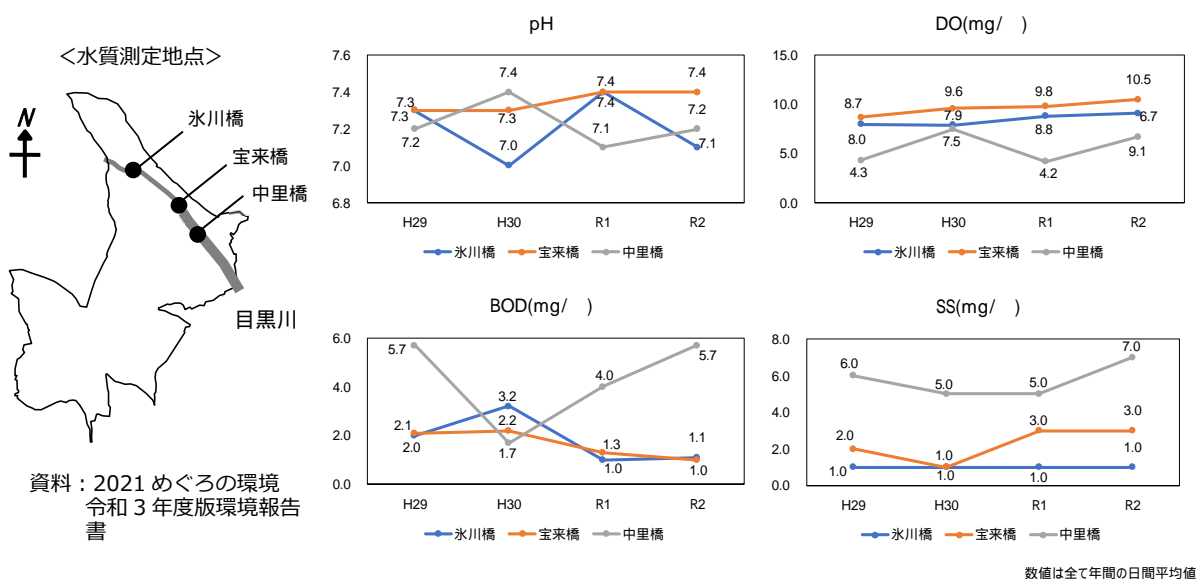 <水質測定地点>
N
氷川橋
宝来橋
中里橋
目黒川
資料：2021 めぐろの環境
令和 3 年度版環境報告
書
pH
7.6
7.4
7.2
7.0
6.8
7.3
7.3
7.2
7.4
7.3
7.0
7.4
7.4
7.1
7.4
7.2
7.1
H29
H30
R1
R2
氷川橋 宝来橋 中里橋
DO(mg/ )
15.0
10.0
5.0
0.0
8.7
8.0
4.3
9.6
7.9
7.5
9.8
8.8
4.2
10.5
6.7
9.1
H29
H30
R1
R2
氷川橋 宝来橋 中里橋
BOD(mg/ )
6.0
4.0
2.0
0.0
5.7
2.1
2.0
3.2
2.2
1.7
4.0
1.3
1.0
5.7
1.1
1.0
H29
H30
R1
R2
氷川橋 宝来橋 中里橋
SS(mg/ )
8.0
6.0
4.0
2.0
0.0
6.0
2.0
1.0
5.0
1.0
1.0
5.0
3.0
1.0
7.0
3.0
1.0
H29
H30
R1
R2
氷川橋 宝来橋 中里橋
数値は全て年間の日間平均値